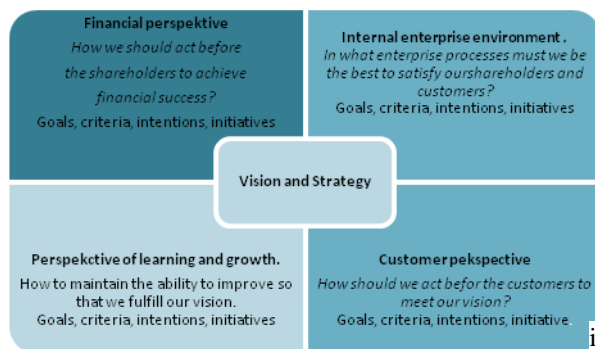 Financial perspektive
How we should act before
the shareholders to achieve
financial success?
Goals, criteria, intentions, initiatives
Internal enterprise environment .
In what enterprise processes must we be
the best to satisfy ourshareholders and
customers?
Goals, criteria, intentions, initiatives
Vision and Strategy
Perspekctive of learning and growth.
How to maintain the ability to improve so
that we fulfill our vision.
Goals, criteria, intentions, initiatives
Customer pekspective
How should we act befor the customers to
meet our vision?
Goals, criteria, intentions, initiative.
i